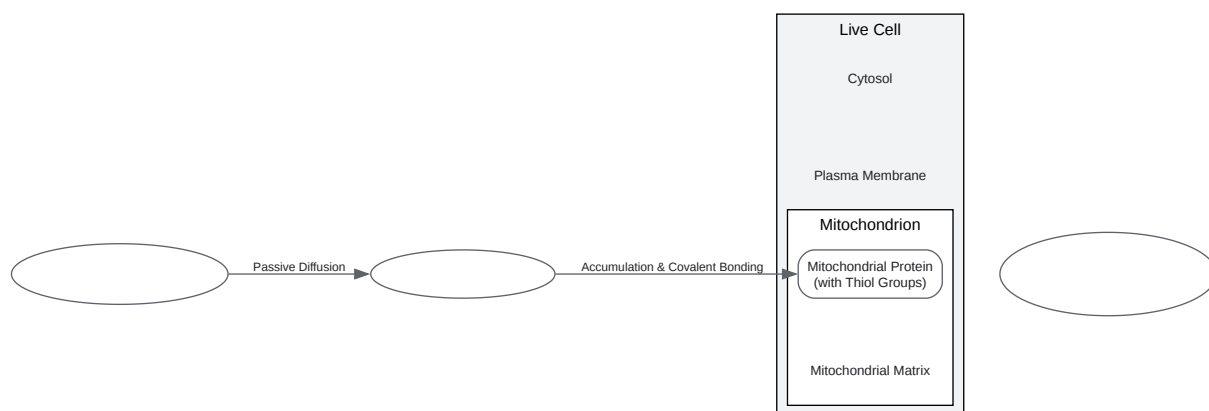 Live Cell
Cytosol
Plasma Membrane
Mitochondrion
Passive Diffusion
Accumulation & Covalent Bonding
Mitochondrial Protein
(with Thiol Groups)
Mitochondrial Matrix